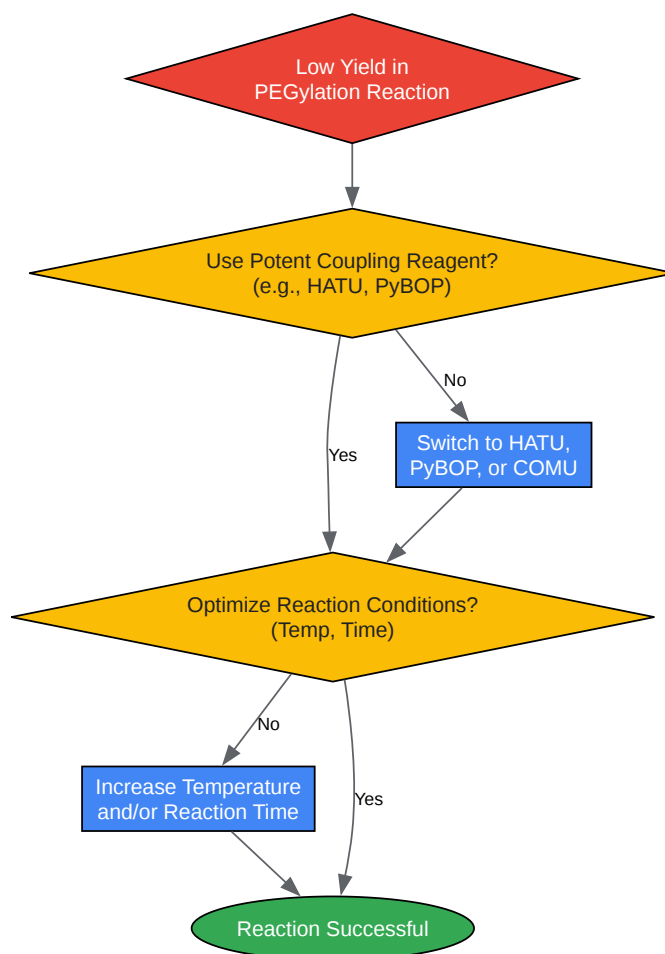 Low Yield in
PEGylation Reaction
Use Potent Coupling Reagent?
(e.g., HATU, PyBOP)
No
Switch to HATU,
PyBOP, or COMU
Yes
Optimize Reaction Conditions?
(Temp, Time)
No
Increase Temperature
and/or Reaction Time
Yes
Reaction Successful